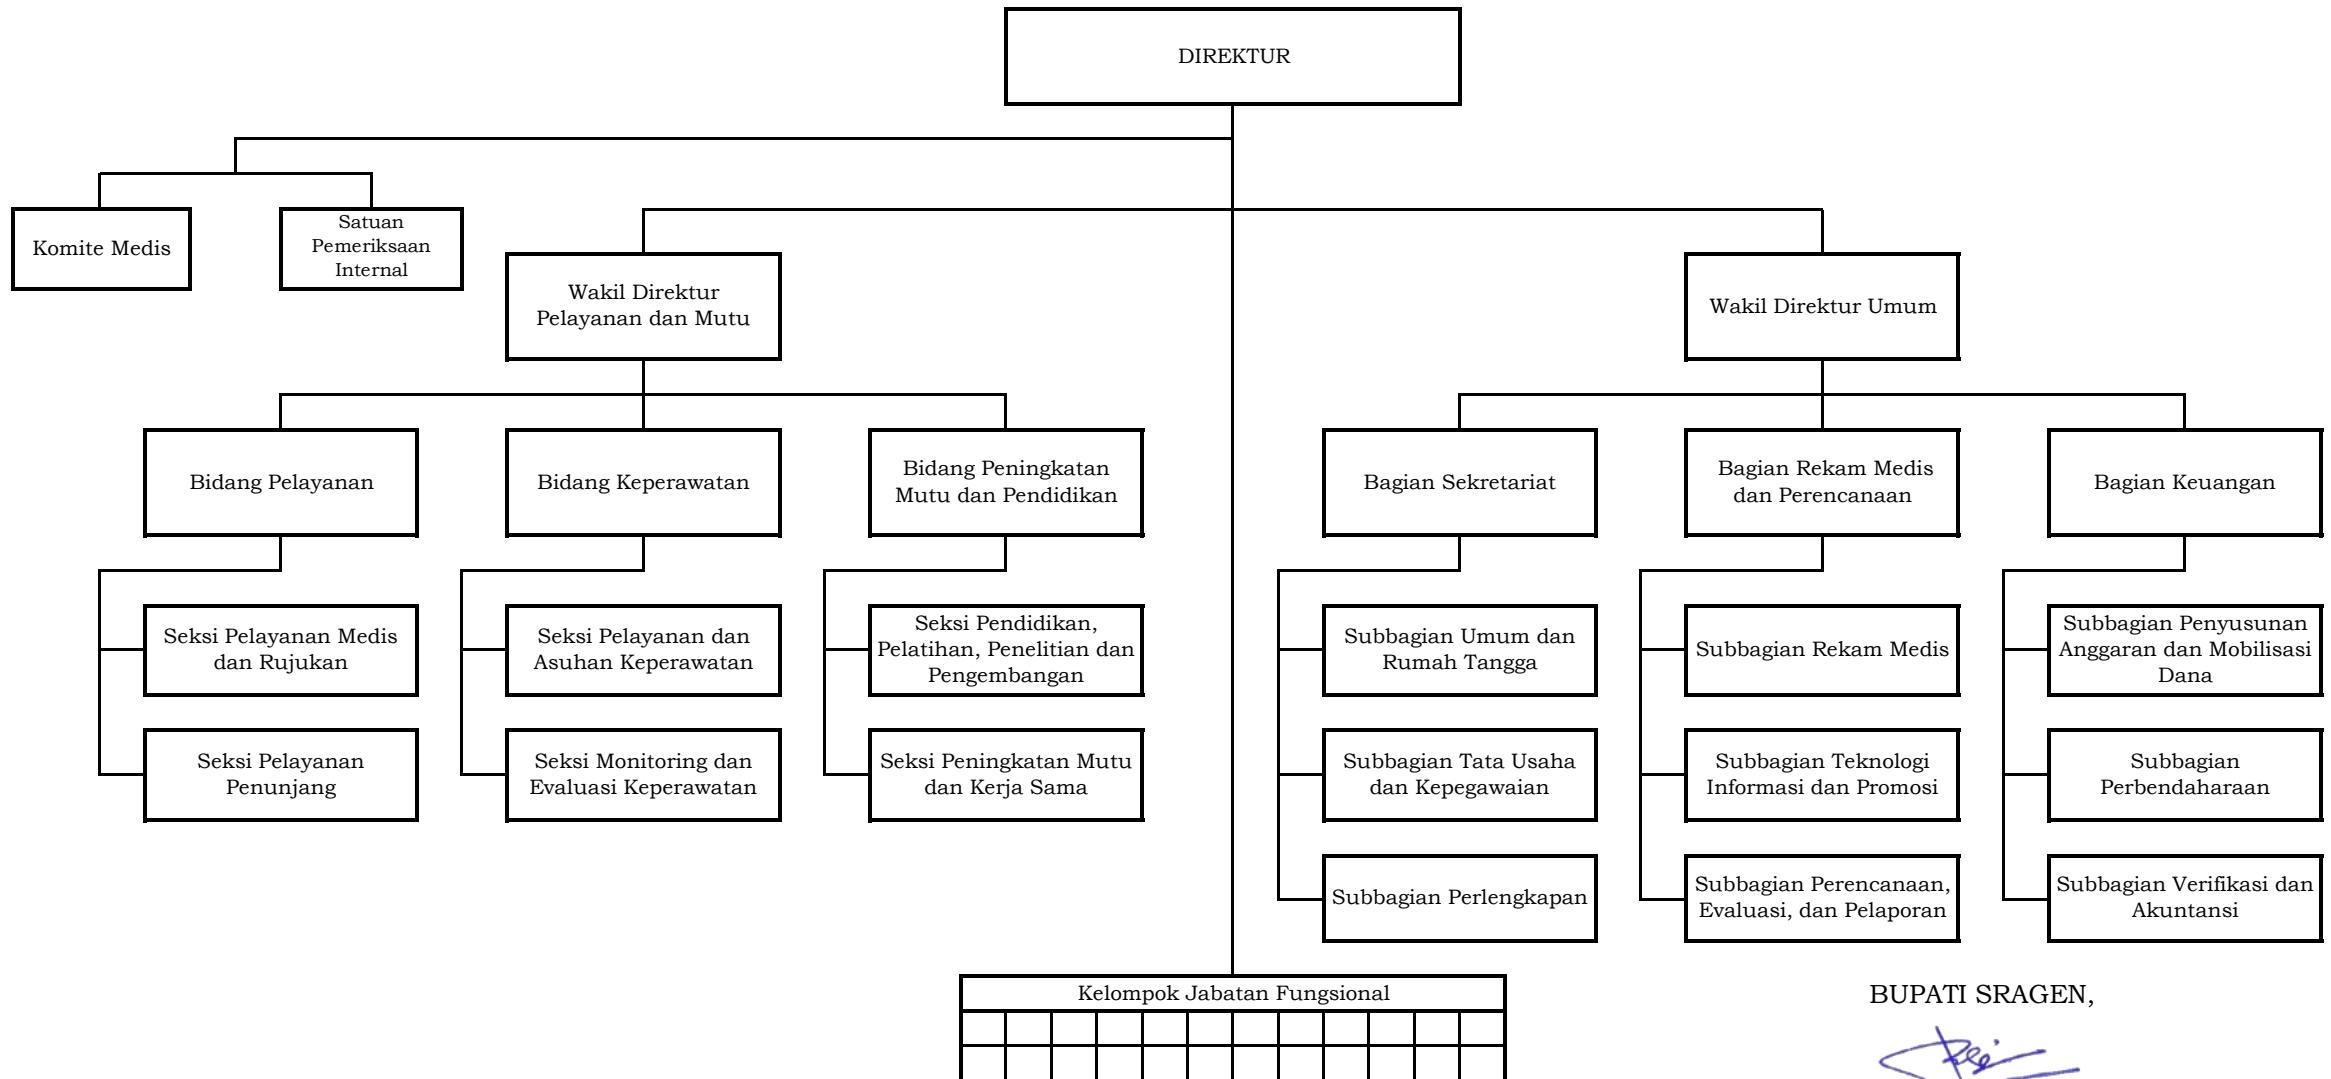 DIREKTUR
Komite Medis
Satuan
Pemeriksaan
Internal
Wakil Direktur
Pelayanan dan Mutu
Wakil Direktur Umum
Bidang Pelayanan
Bidang Keperawatan
Bidang Peningkatan
Mutu dan Pendidikan
Bagian Sekretariat
Bagian Rekam Medis
dan Perencanaan
Bagian Keuangan
Seksi Pelayanan Medis
dan Rujukan
Seksi Pelayanan dan
Asuhan Keperawatan
Seksi Pendidikan,
Pelatihan, Penelitian dan
Pengembangan
Subbagian Umum dan
Rumah Tangga
Subbagian Rekam Medis
Subbagian Penyusunan
Anggaran dan Mobilisasi
Dana
Seksi Pelayanan
Penunjang
Seksi Monitoring dan
Evaluasi Keperawatan
Seksi Peningkatan Mutu
dan Kerja Sama
Subbagian Tata Usaha
dan Kepegawaian
Subbagian Teknologi
Informasi dan Promosi
Subbagian
Perbendaharaan
Subbagian Perlengkapan
Subbagian Perencanaan,
Evaluasi, dan Pelaporan
Subbagian Verifikasi dan
Akuntansi
Kelompok Jabatan Fungsional
BUPATI SRAGEN,